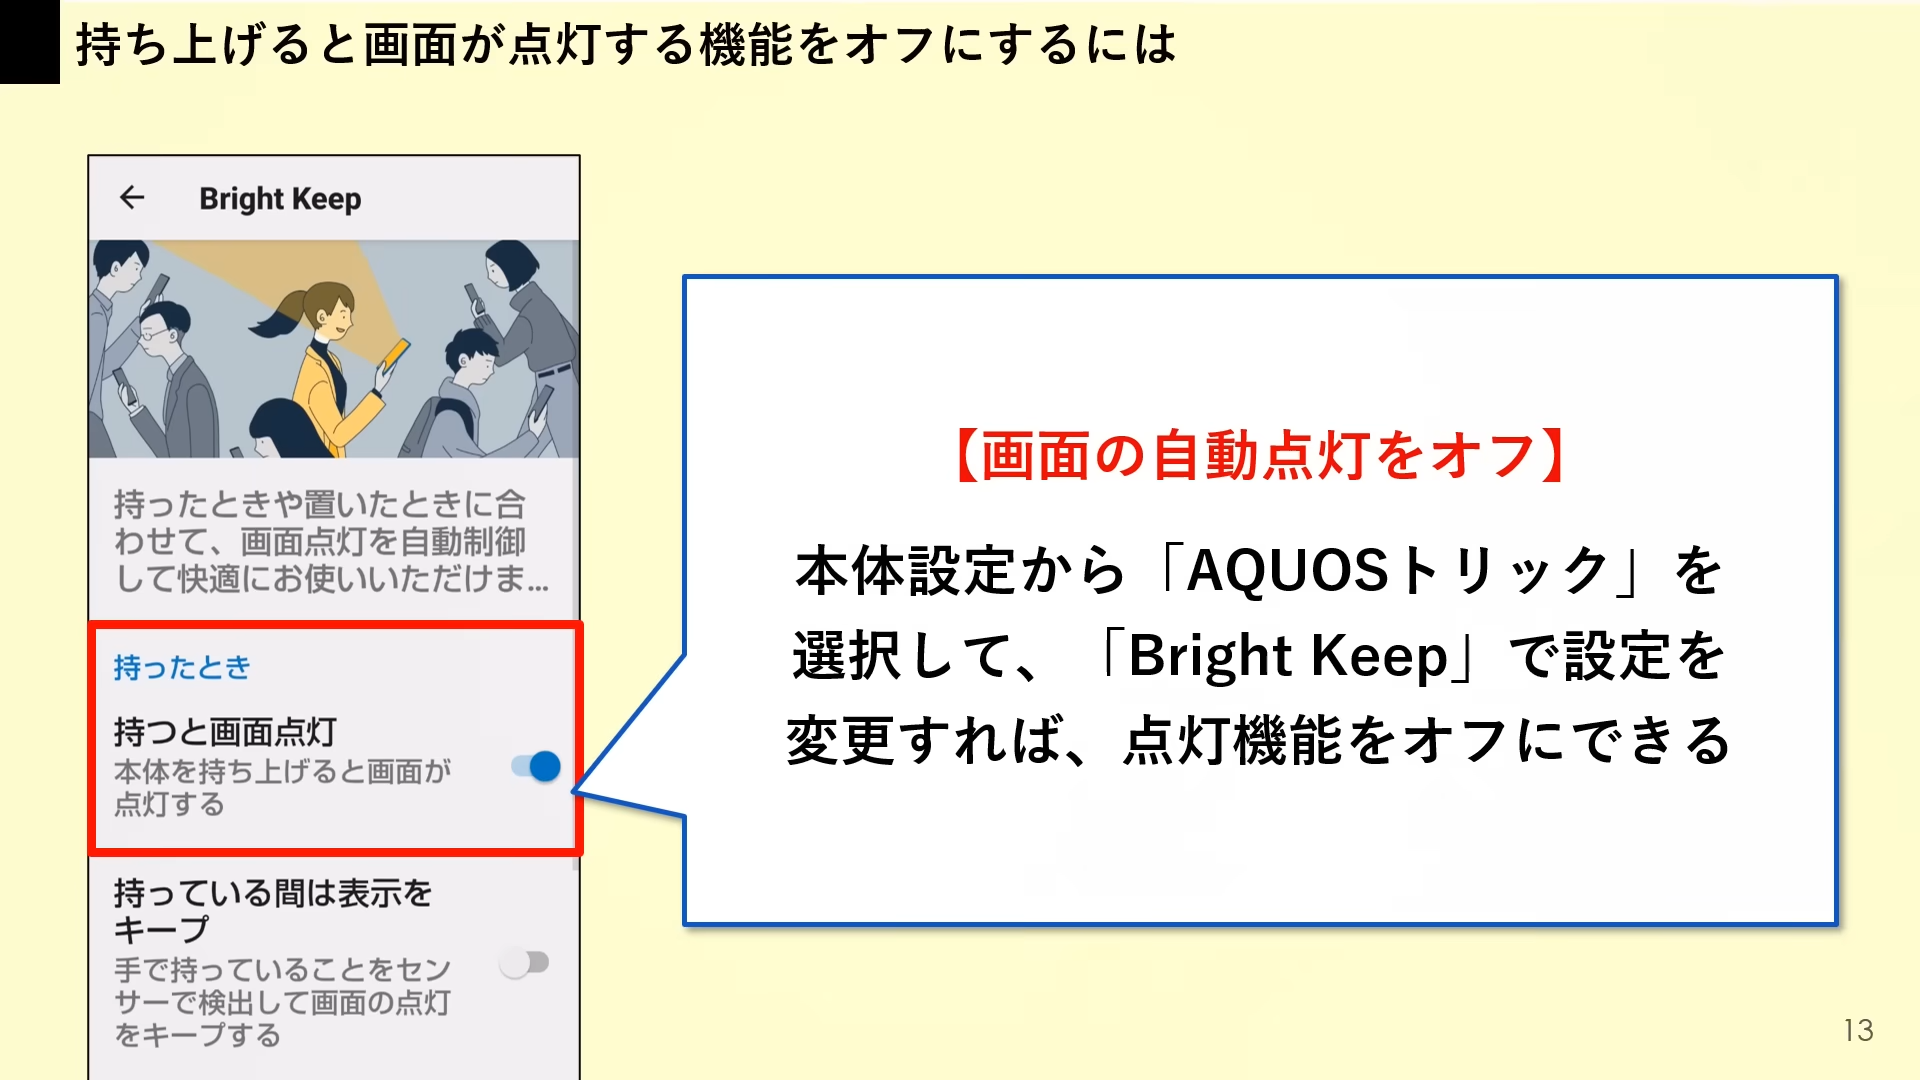 持ち上げると画面が点灯する機能をオフにするには
Bright Keep
持ったときや置いたときに合
わせて、画面点灯を自動制御
して快適にお使いいただけま...
持ったとき
持つと画面点灯
本体を持ち上げると画面が
点灯する
持っている間は表示を
キープ
手で持っていることをセン
サーで検出して画面の点灯
をキープする
【画面の自動点灯をオフ】
本体設定から「AQUOSトリック」を
選択して、「Bright Keep」で設定を
変更すれば、点灯機能をオフにできる
13